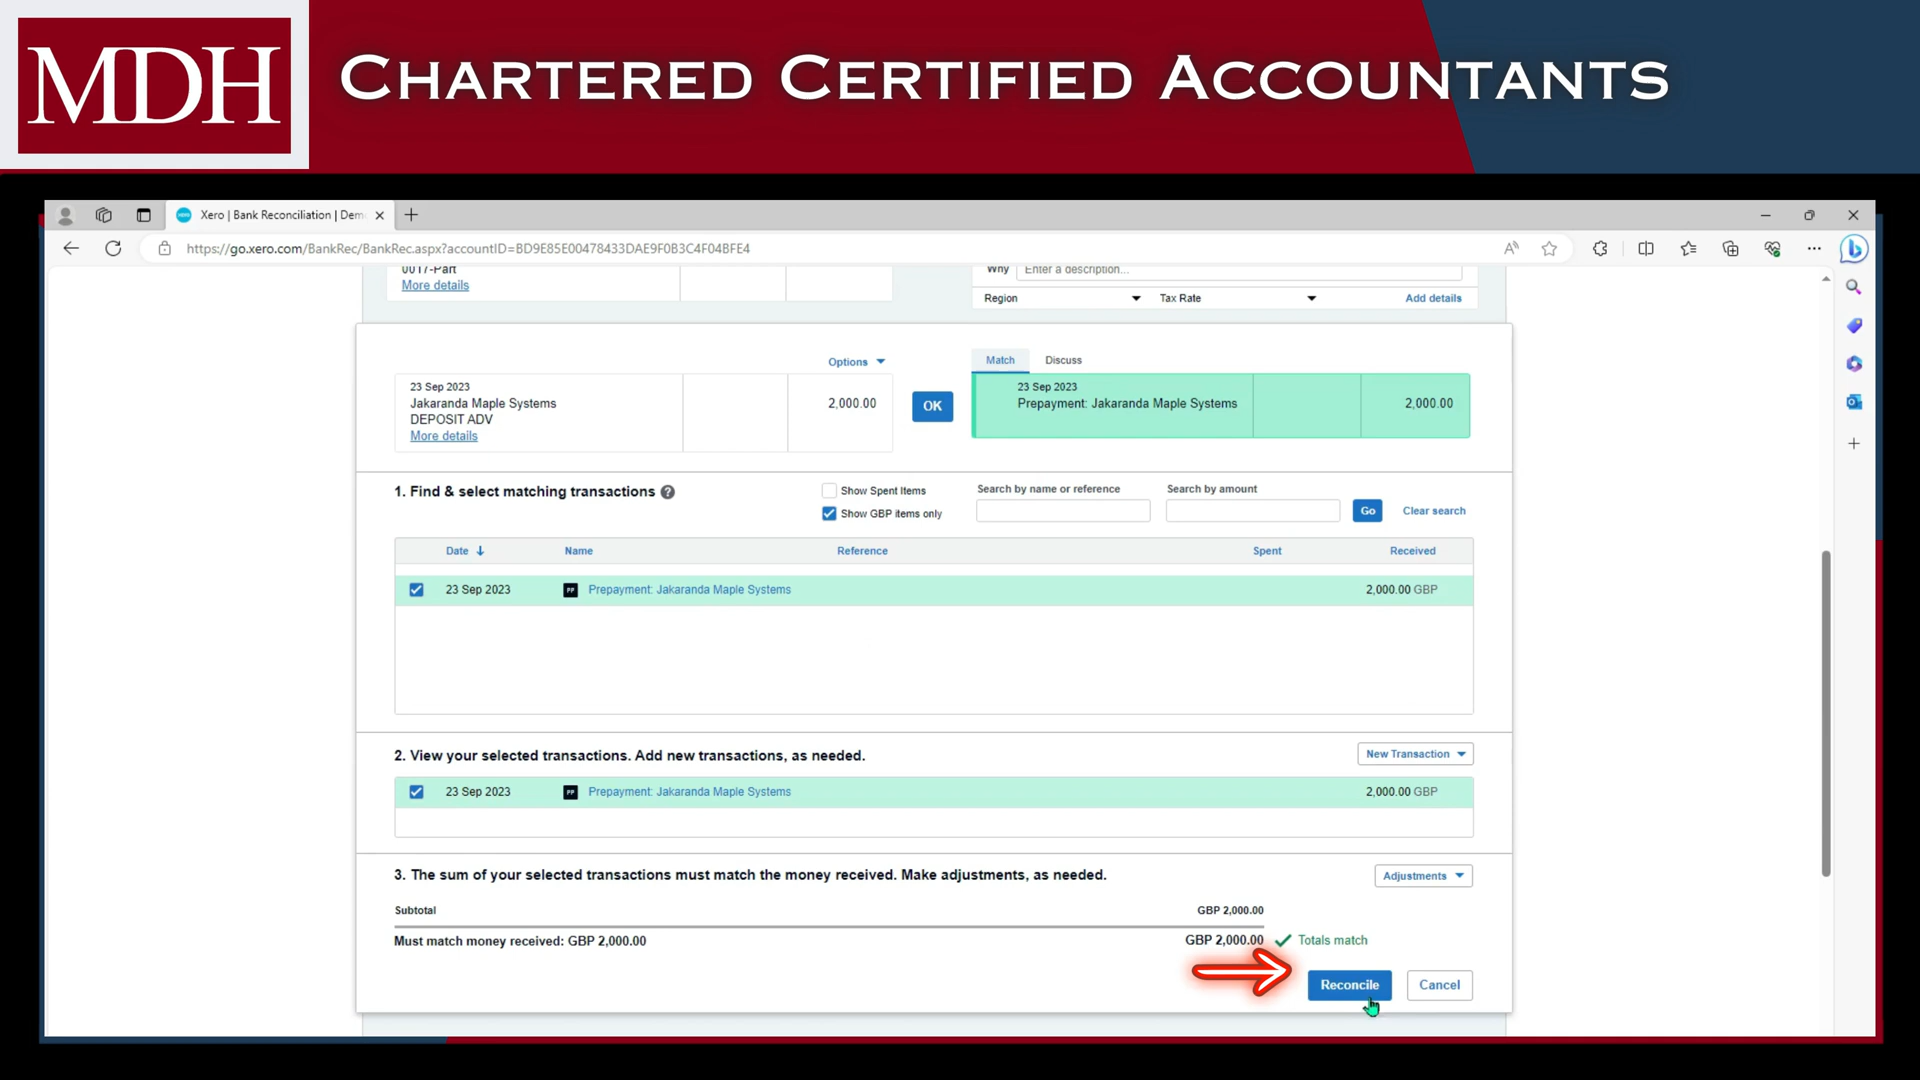 MDH
CHARTERED CERTIFIED ACCOUNTANTS
Xero | Bank Reconciliation | Dem
https://go.xero.com/BankRec/BankRec.aspx?accountID=BD9E85E00478433DAE9F0B3C4F04BFE4
0017-Part
More details
Why Enter a description...
Region Tax Rate Add details
Options
Match Discuss
23 Sep 2023
Jakaranda Maple Systems 2,000.00
DEPOSIT ADV
More details
OK
23 Sep 2023
Prepayment: Jakaranda Maple Systems 2,000.00
1. Find & select matching transactions ?
Show Spent Items
Show GBP items only
Search by name or reference
Search by amount
Go
Clear search
Date Name Reference Spent Received
23 Sep 2023 PP Prepayment: Jakaranda Maple Systems 2,000.00 GBP
2. View your selected transactions. Add new transactions, as needed.
New Transaction
23 Sep 2023 PP Prepayment: Jakaranda Maple Systems 2,000.00 GBP
3. The sum of your selected transactions must match the money received. Make adjustments, as needed.
Adjustments
Subtotal GBP 2,000.00
Must match money received: GBP 2,000.00 GBP 2,000.00 Totals match
Reconcile Cancel